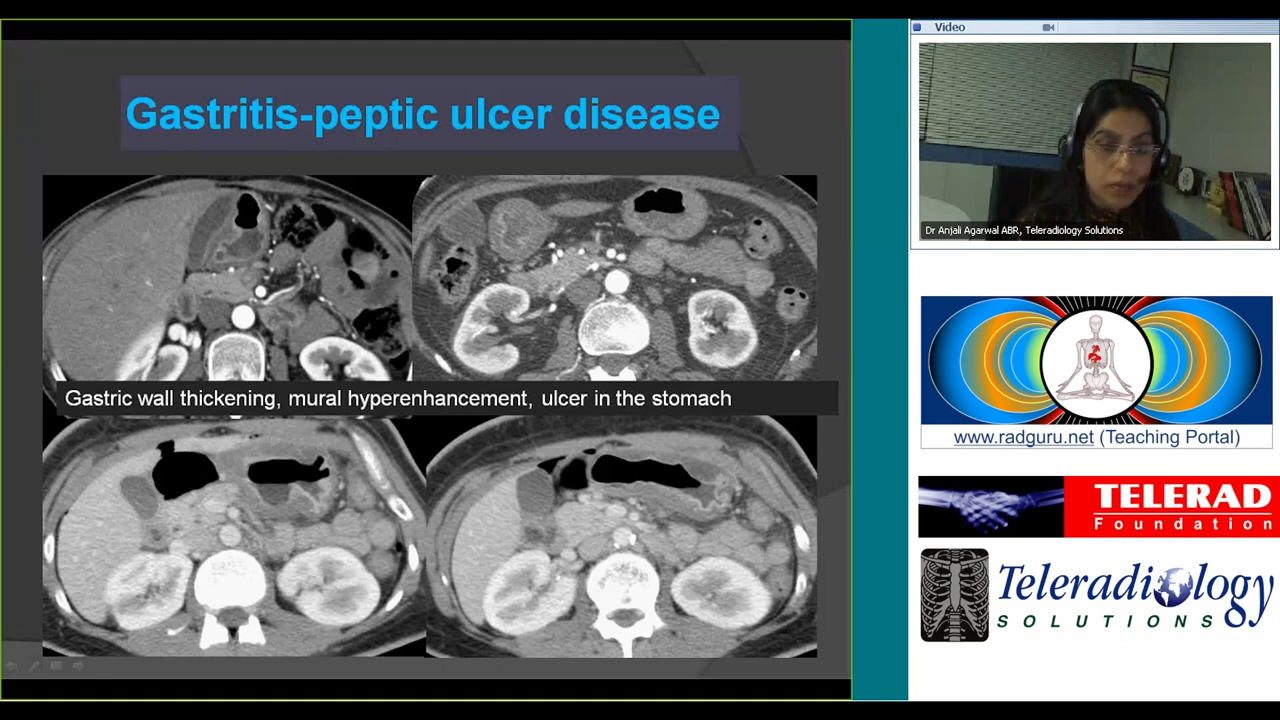 Gastritis-peptic ulcer disease
Gastric wall thickening, mural hyperenhancement, ulcer in the stomach
Video
Dr Anjali Agarwal ABR, Teleradiology Solutions
www.radguru.net (Teaching Portal)
TELERAD
Foundation
Teleradiology
SOLUTIONS